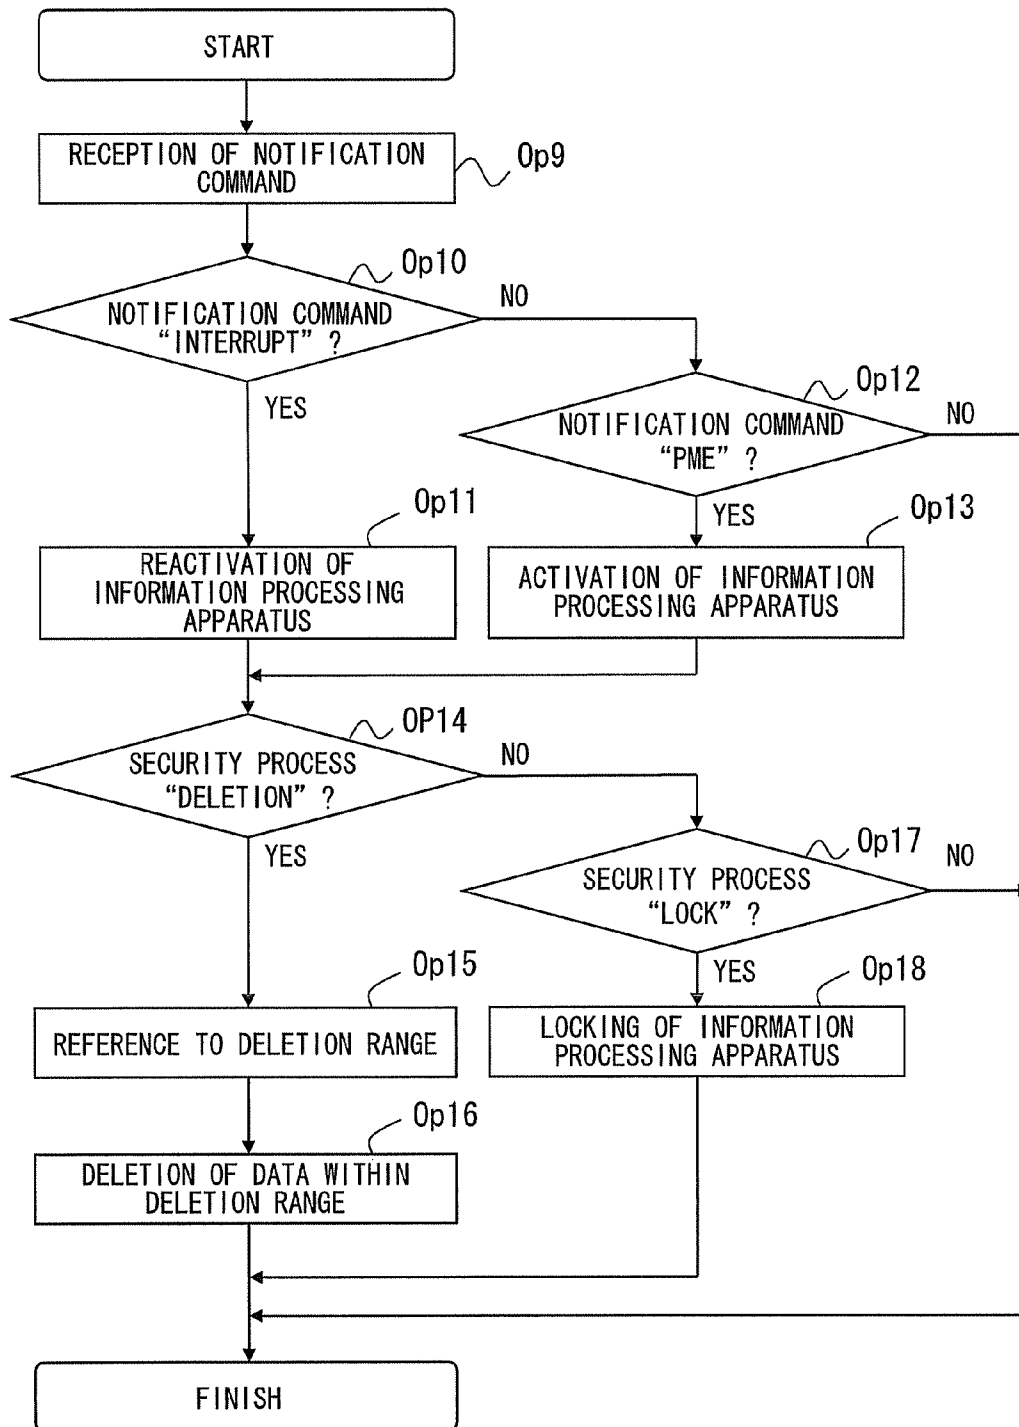 START
RECEPTION OF NOTIFICATION
COMMAND
Op9
Op10
NOTIFICATION COMMAND
“INTERRUPT” ?
NO
YES
Op12
NOTIFICATION COMMAND
“PME” ?
NO
YES
Op11
REACTIVATION OF
INFORMATION PROCESSING
APPARATUS
Op13
ACTIVATION OF INFORMATION
PROCESSING APPARATUS
OP14
SECURITY PROCESS
“DELETION” ?
NO
YES
Op17
SECURITY PROCESS
“LOCK” ?
NO
YES
Op15
REFERENCE TO DELETION RANGE
Op18
LOCKING OF INFORMATION
PROCESSING APPARATUS
Op16
DELETION OF DATA WITHIN
DELETION RANGE
FINISH